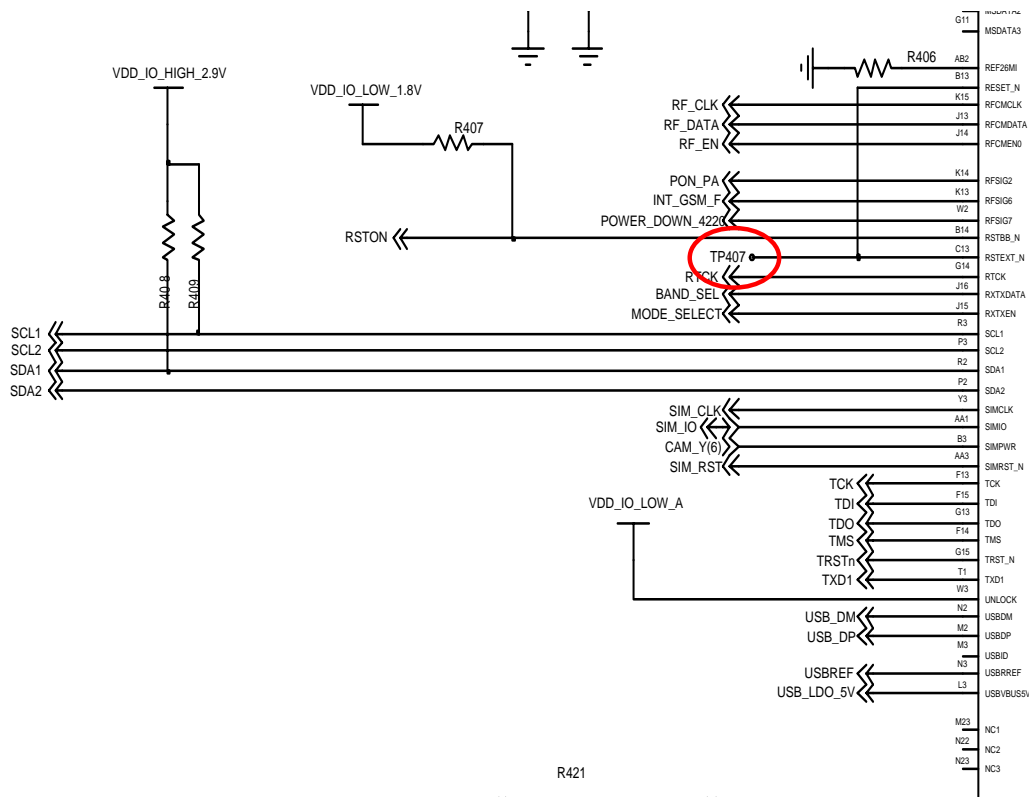 MSDATA2
G11
MSDATA3
R406
AB2
REF26MI
VDD_IO_HIGH_2.9V
B13
RESET_N
VDD_IO_LOW_1.8V
RF_CLK
K15
RFCMCLK
R407
RF_DATA
J13
RFCMDATA
RF_EN
J14
RFCMEN0
PON_PA
K14
RFSIG2
INT_GSM_F
K13
RFSIG6
POWER_DOWN_4220
W2
RFSIG7
RSTON
B14
RSTBB_N
TP407
C13
RSTEXT_N
RTCK
G14
RTCK
R40 8
R409
BAND_SEL
J16
RXTXDATA
MODE_SELECT
J15
RXTXEN
SCL1
R3
SCL1
SCL2
P3
SCL2
SDA1
R2
SDA1
SDA2
P2
SDA2
SIM_CLK
Y3
SIMCLK
SIM_IO
AA1
SIMIO
CAM_Y(6)
B3
SIMPWR
SIM_RST
AA3
SIMRST_N
TCK
F13
TCK
TDI
F15
TDI
VDD_IO_LOW_A
TDO
G13
TDO
TMS
F14
TMS
TRSTn
G15
TRST_N
TXD1
T1
TXD1
W3
UNLOCK
USB_DM
N2
USBDM
USB_DP
M2
USBDP
M3
USBID
USBREF
N3
USBRREF
USB_LDO_5V
L3
USBVBUS5V
M23
NC1
N22
NC2
N23
NC3
R421